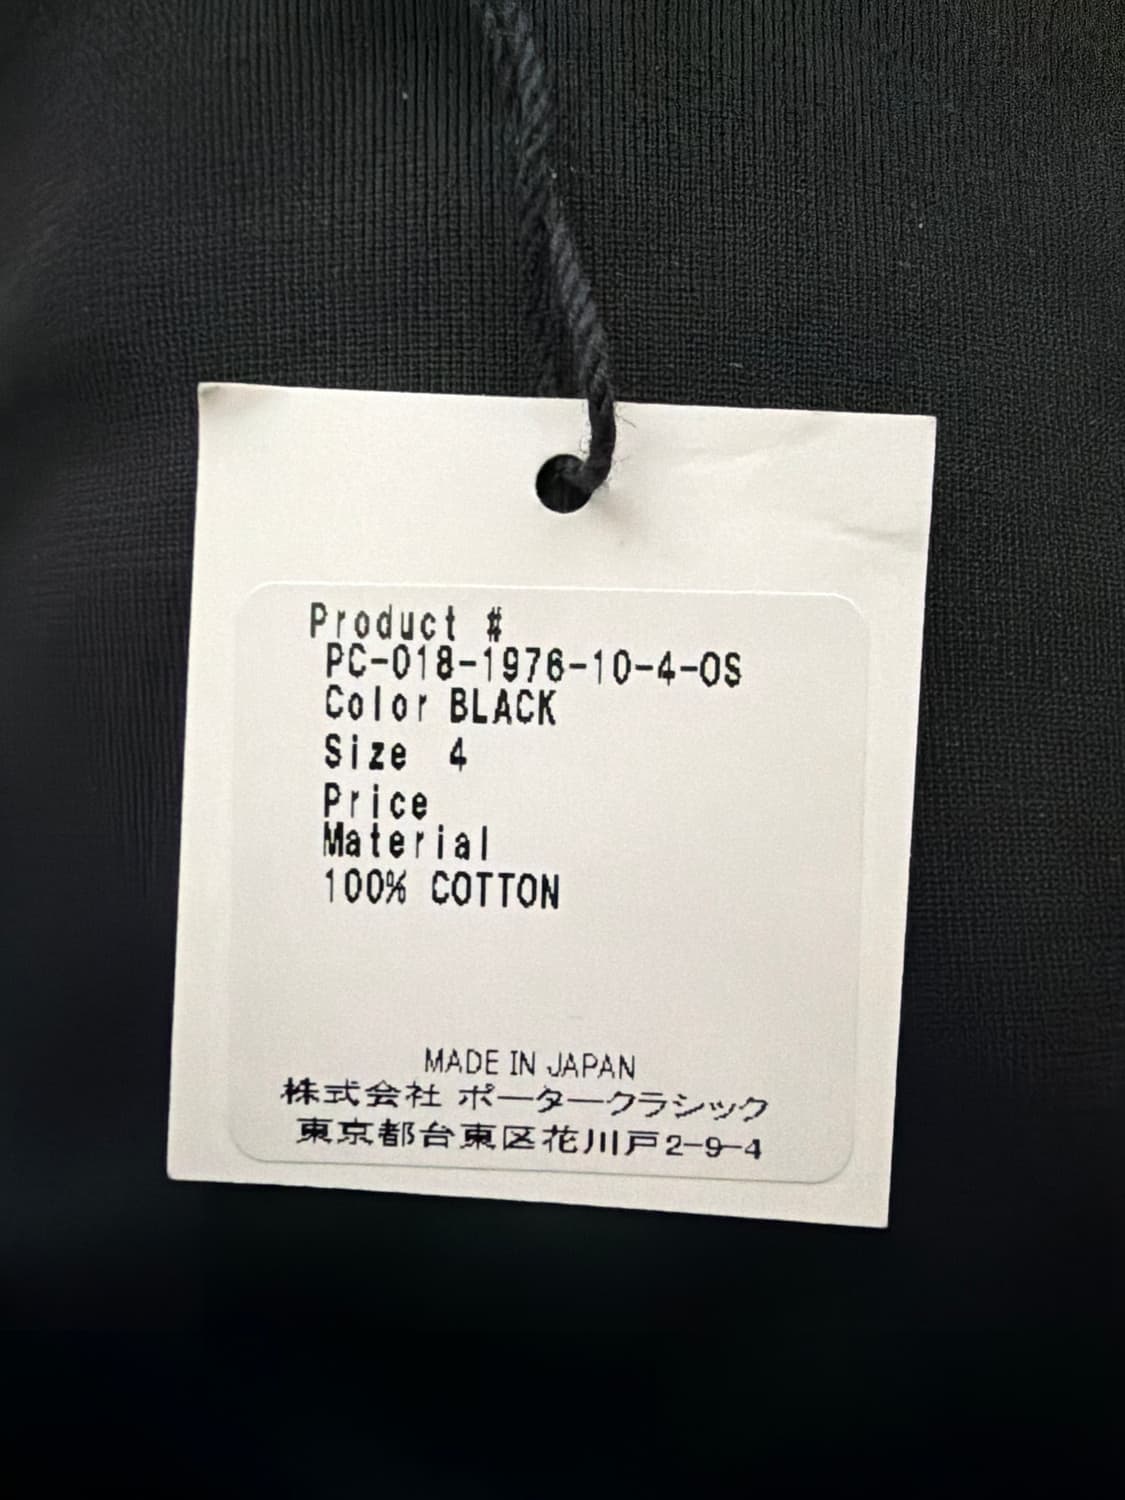 Product #
PC-018-1976-10-4-OS
Color BLACK
Size 4
Price
Material
100% COTTON
MADE IN JAPAN
株式会社 ポータークラシック
東京都台東区花川戸2-9-4